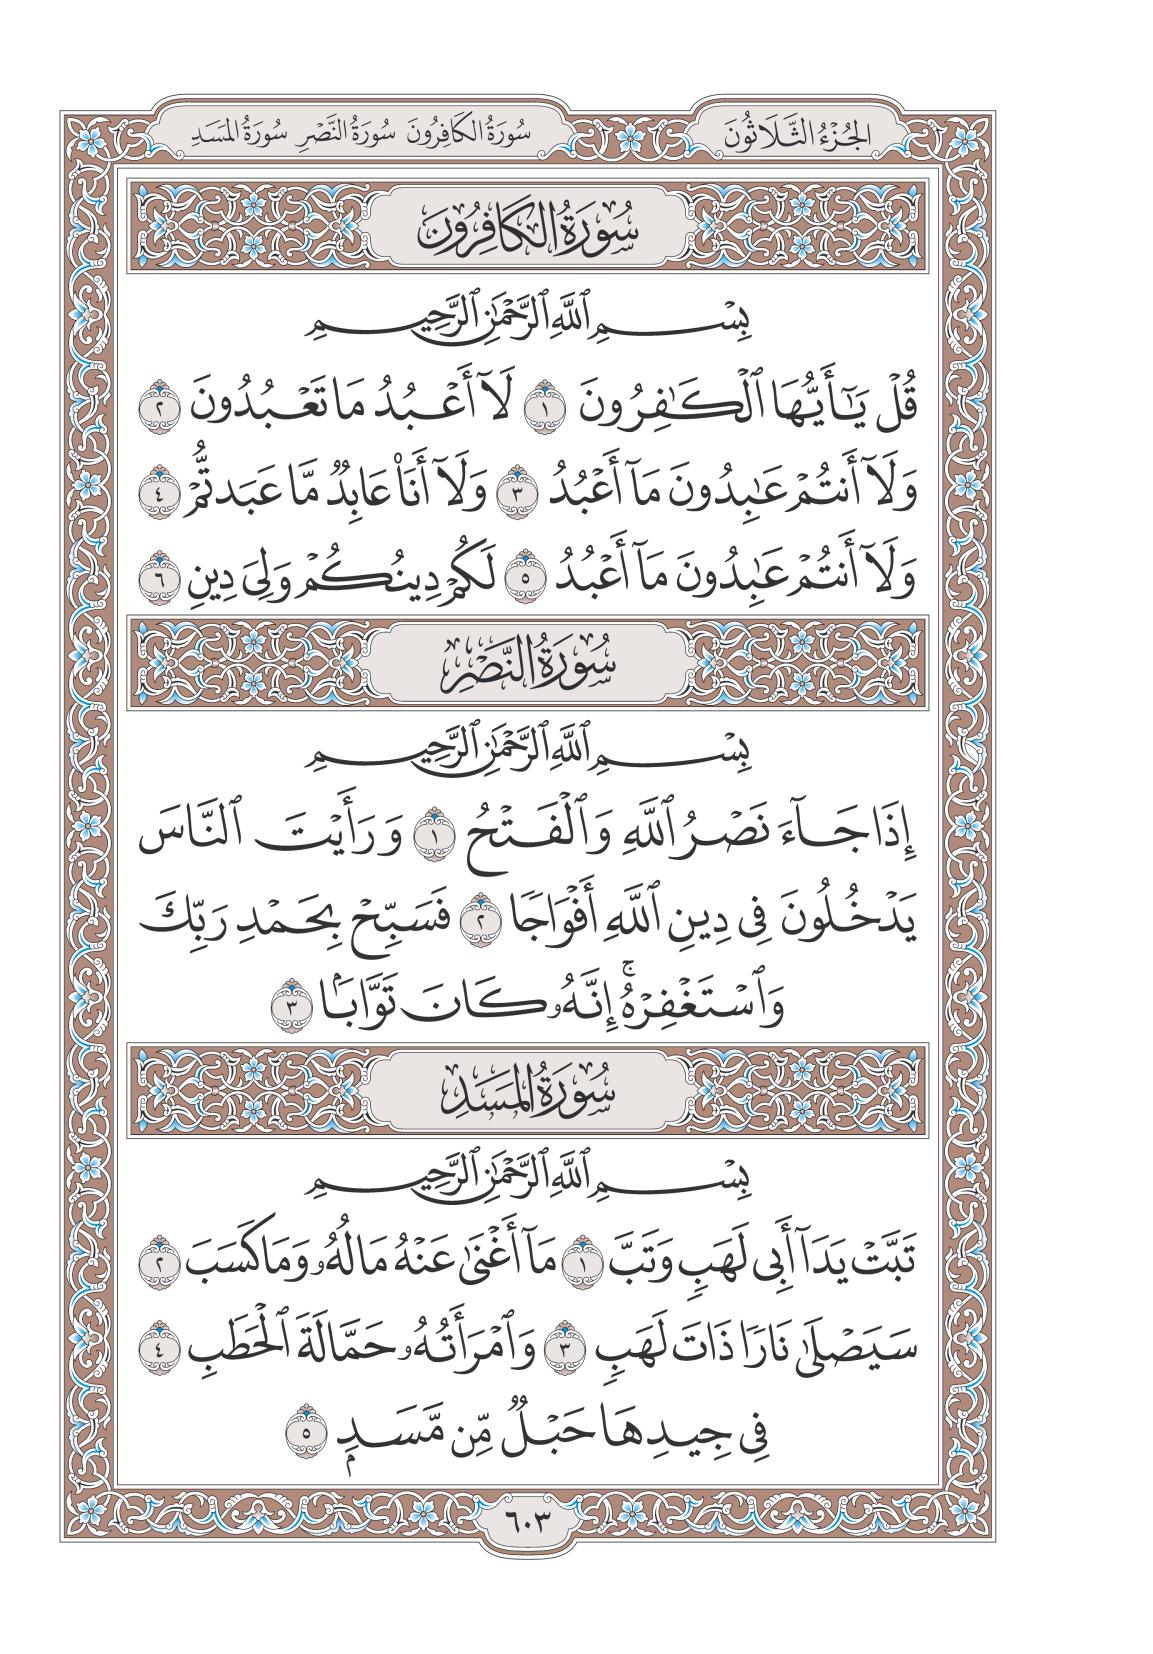 الجُزْءُ الثَّلَاثُونَ
سُورَةُ الكَافِرُونَ سُورَةُ النَّصْرِ سُورَةُ المَسَدِ
سُورَةُ الكَافِرُونَ
بِسْمِ ٱللَّهِ ٱلرَّحْمَٰنِ ٱلرَّحِيمِ
قُلْ يَـٰٓأَيُّهَا ٱلْكَـٰفِرُونَ ١ لَآ أَعْبُدُ مَا تَعْبُدُونَ ٢
وَلَآ أَنتُمْ عَـٰبِدُونَ مَآ أَعْبُدُ ٣ وَلَآ أَنَا۠ عَابِدٌ مَّا عَبَدتُّمْ ٤
وَلَآ أَنتُمْ عَـٰبِدُونَ مَآ أَعْبُدُ ٥ لَكُمْ دِينُكُمْ وَلِىَ دِينِ ٦
سُورَةُ النَّصْرِ
بِسْمِ ٱللَّهِ ٱلرَّحْمَٰنِ ٱلرَّحِيمِ
إِذَا جَآءَ نَصْرُ ٱللَّهِ وَٱلْفَتْحُ ١ وَرَأَيْتَ ٱلنَّاسَ
يَدْخُلُونَ فِى دِينِ ٱللَّهِ أَفْوَاجًا ٢ فَسَبِّحْ بِحَمْدِ رَبِّكَ
وَٱسْتَغْفِرْهُ ۚ إِنَّهُۥ كَانَ تَوَّابًۢا ٣
سُورَةُ المَسَدِ
بِسْمِ ٱللَّهِ ٱلرَّحْمَٰنِ ٱلرَّحِيمِ
تَبَّتْ يَدَآ أَبِى لَهَبٍ وَتَبَّ ١ مَآ أَغْنَىٰ عَنْهُ مَالُهُۥ وَمَا كَسَبَ ٢
سَيَصْلَىٰ نَارًا ذَاتَ لَهَبٍ ٣ وَٱمْرَأَتُهُۥ حَمَّالَةَ ٱلْحَطَبِ ٤
فِى جِيدِهَا حَبْلٌ مِّن مَّسَدٍۭ ٥
٦٠٣